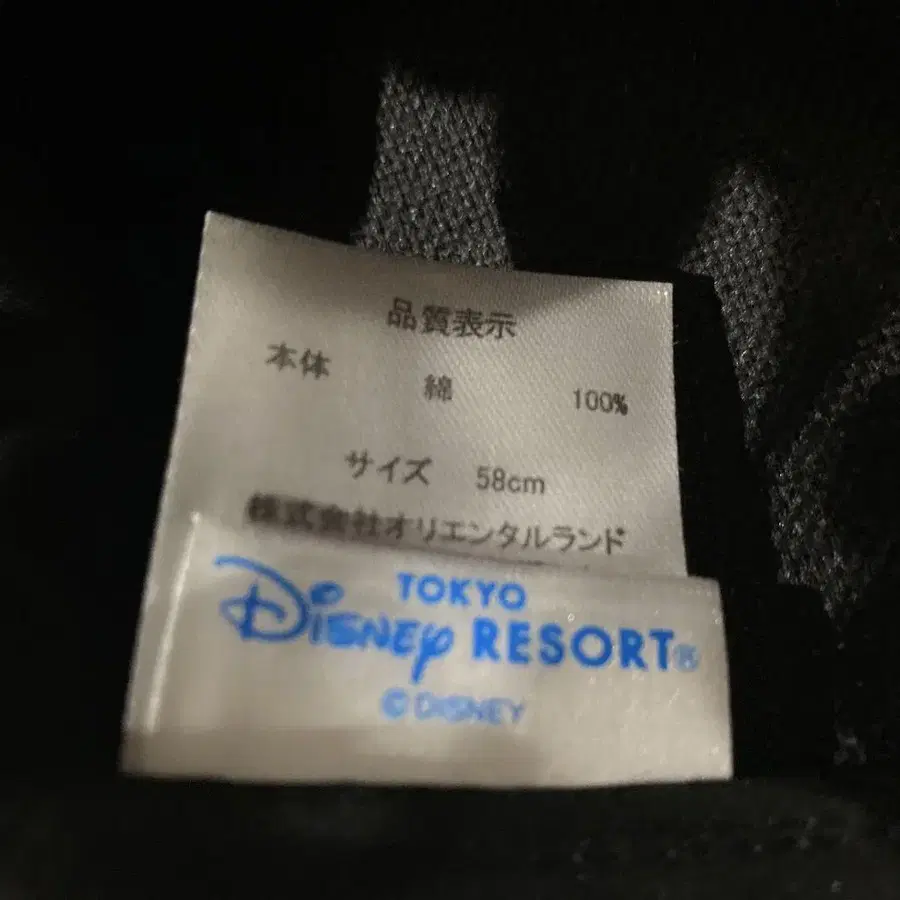 品質表示
本体 綿 100%
サイズ 58cm
株式会社オリエンタルランド
TOKYO
Disney RESORT®
© DISNEY